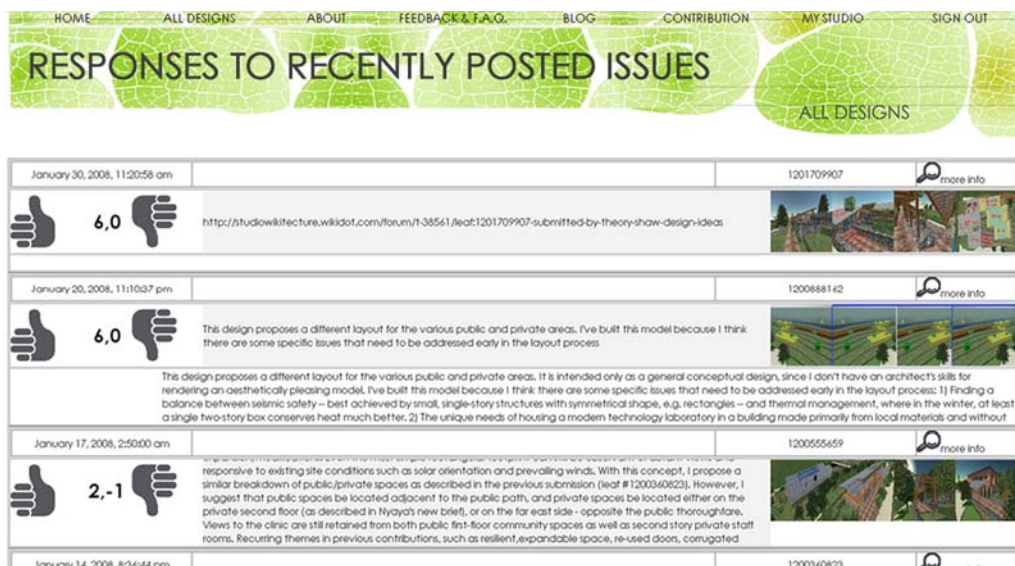 HOME ALL DESIGNS ABOUT FEEDBACK & F.A.Q. BLOG CONTRIBUTION MY STUDIO SIGN OUT
RESPONSES TO RECENTLY POSTED ISSUES
ALL DESIGNS
January 30, 2008, 11:20:58 am 1201709907 more info
6,0
http://studiowikitecture.wikidot.com/forum/t-38561/leaf:1201709907-submitted-by-theory-shaw-design-ideas
January 20, 2008, 11:10:37 pm 1200888162 more info
6,0
This design proposes a different layout for the various public and private areas. I've built this model because I think
there are some specific issues that need to be addressed early in the layout process
This design proposes a different layout for the various public and private areas. It is intended only as a general conceptual design, since I don't have an architect's skills for
rendering an aesthetically pleasing model. I've built this model because I think there are some specific issues that need to be addressed early in the layout process: 1) Finding a
balance between seismic safety -- best achieved by small, single-story structures with symmetrical shape, e.g. rectangles -- and thermal management, where in the winter, at least
a single two-story box conserves heat much better. 2) The unique needs of housing a modern technology laboratory in a building made primarily from local materials and without
January 17, 2008, 2:50:00 am 1200555659 more info
2,-1
responsive to existing site conditions such as solar orientation and prevailing winds. With this concept, I propose a
similar breakdown of public/private spaces as described in the previous submission (leaf #1200360823). However, I
suggest that public spaces be located adjacent to the public path, and private spaces be located either on the
private second floor (as described in Nyaya's new brief), or on the far east side - opposite the public thoroughfare.
Views to the clinic are still retained from both public first-floor community spaces as well as second story private staff
rooms. Recurring themes in previous contributions, such as resilient,expandable space, re-used doors, corrugated
January 14, 2008, 8:36:44 pm 1200360823